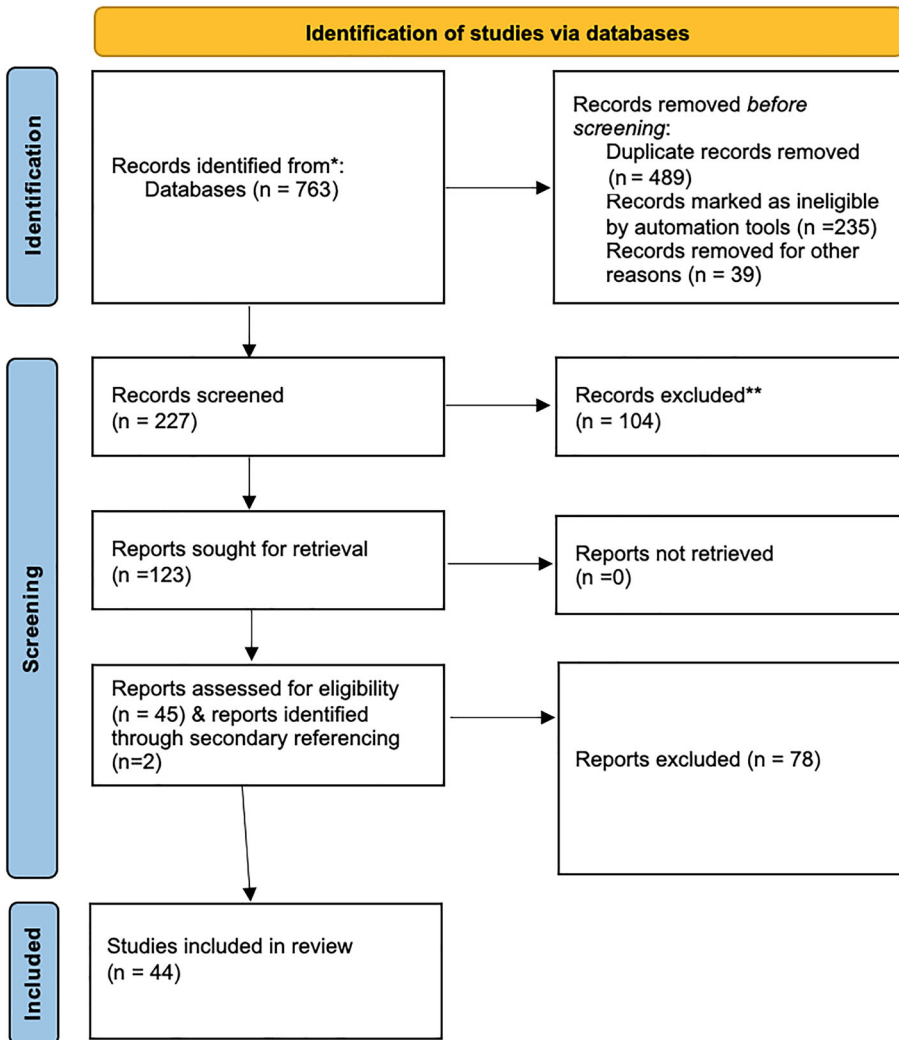 Identification of studies via databases
Identification
Records identified from*:
Databases (n = 763)
Records removed before
screening:
Duplicate records removed
(n = 489)
Records marked as ineligible
by automation tools (n =235)
Records removed for other
reasons (n = 39)
Screening
Records screened
(n = 227)
Records excluded**
(n = 104)
Reports sought for retrieval
(n =123)
Reports not retrieved
(n =0)
Reports assessed for eligibility
(n = 45) & reports identified
through secondary referencing
(n=2)
Reports excluded (n = 78)
Included
Studies included in review
(n = 44)